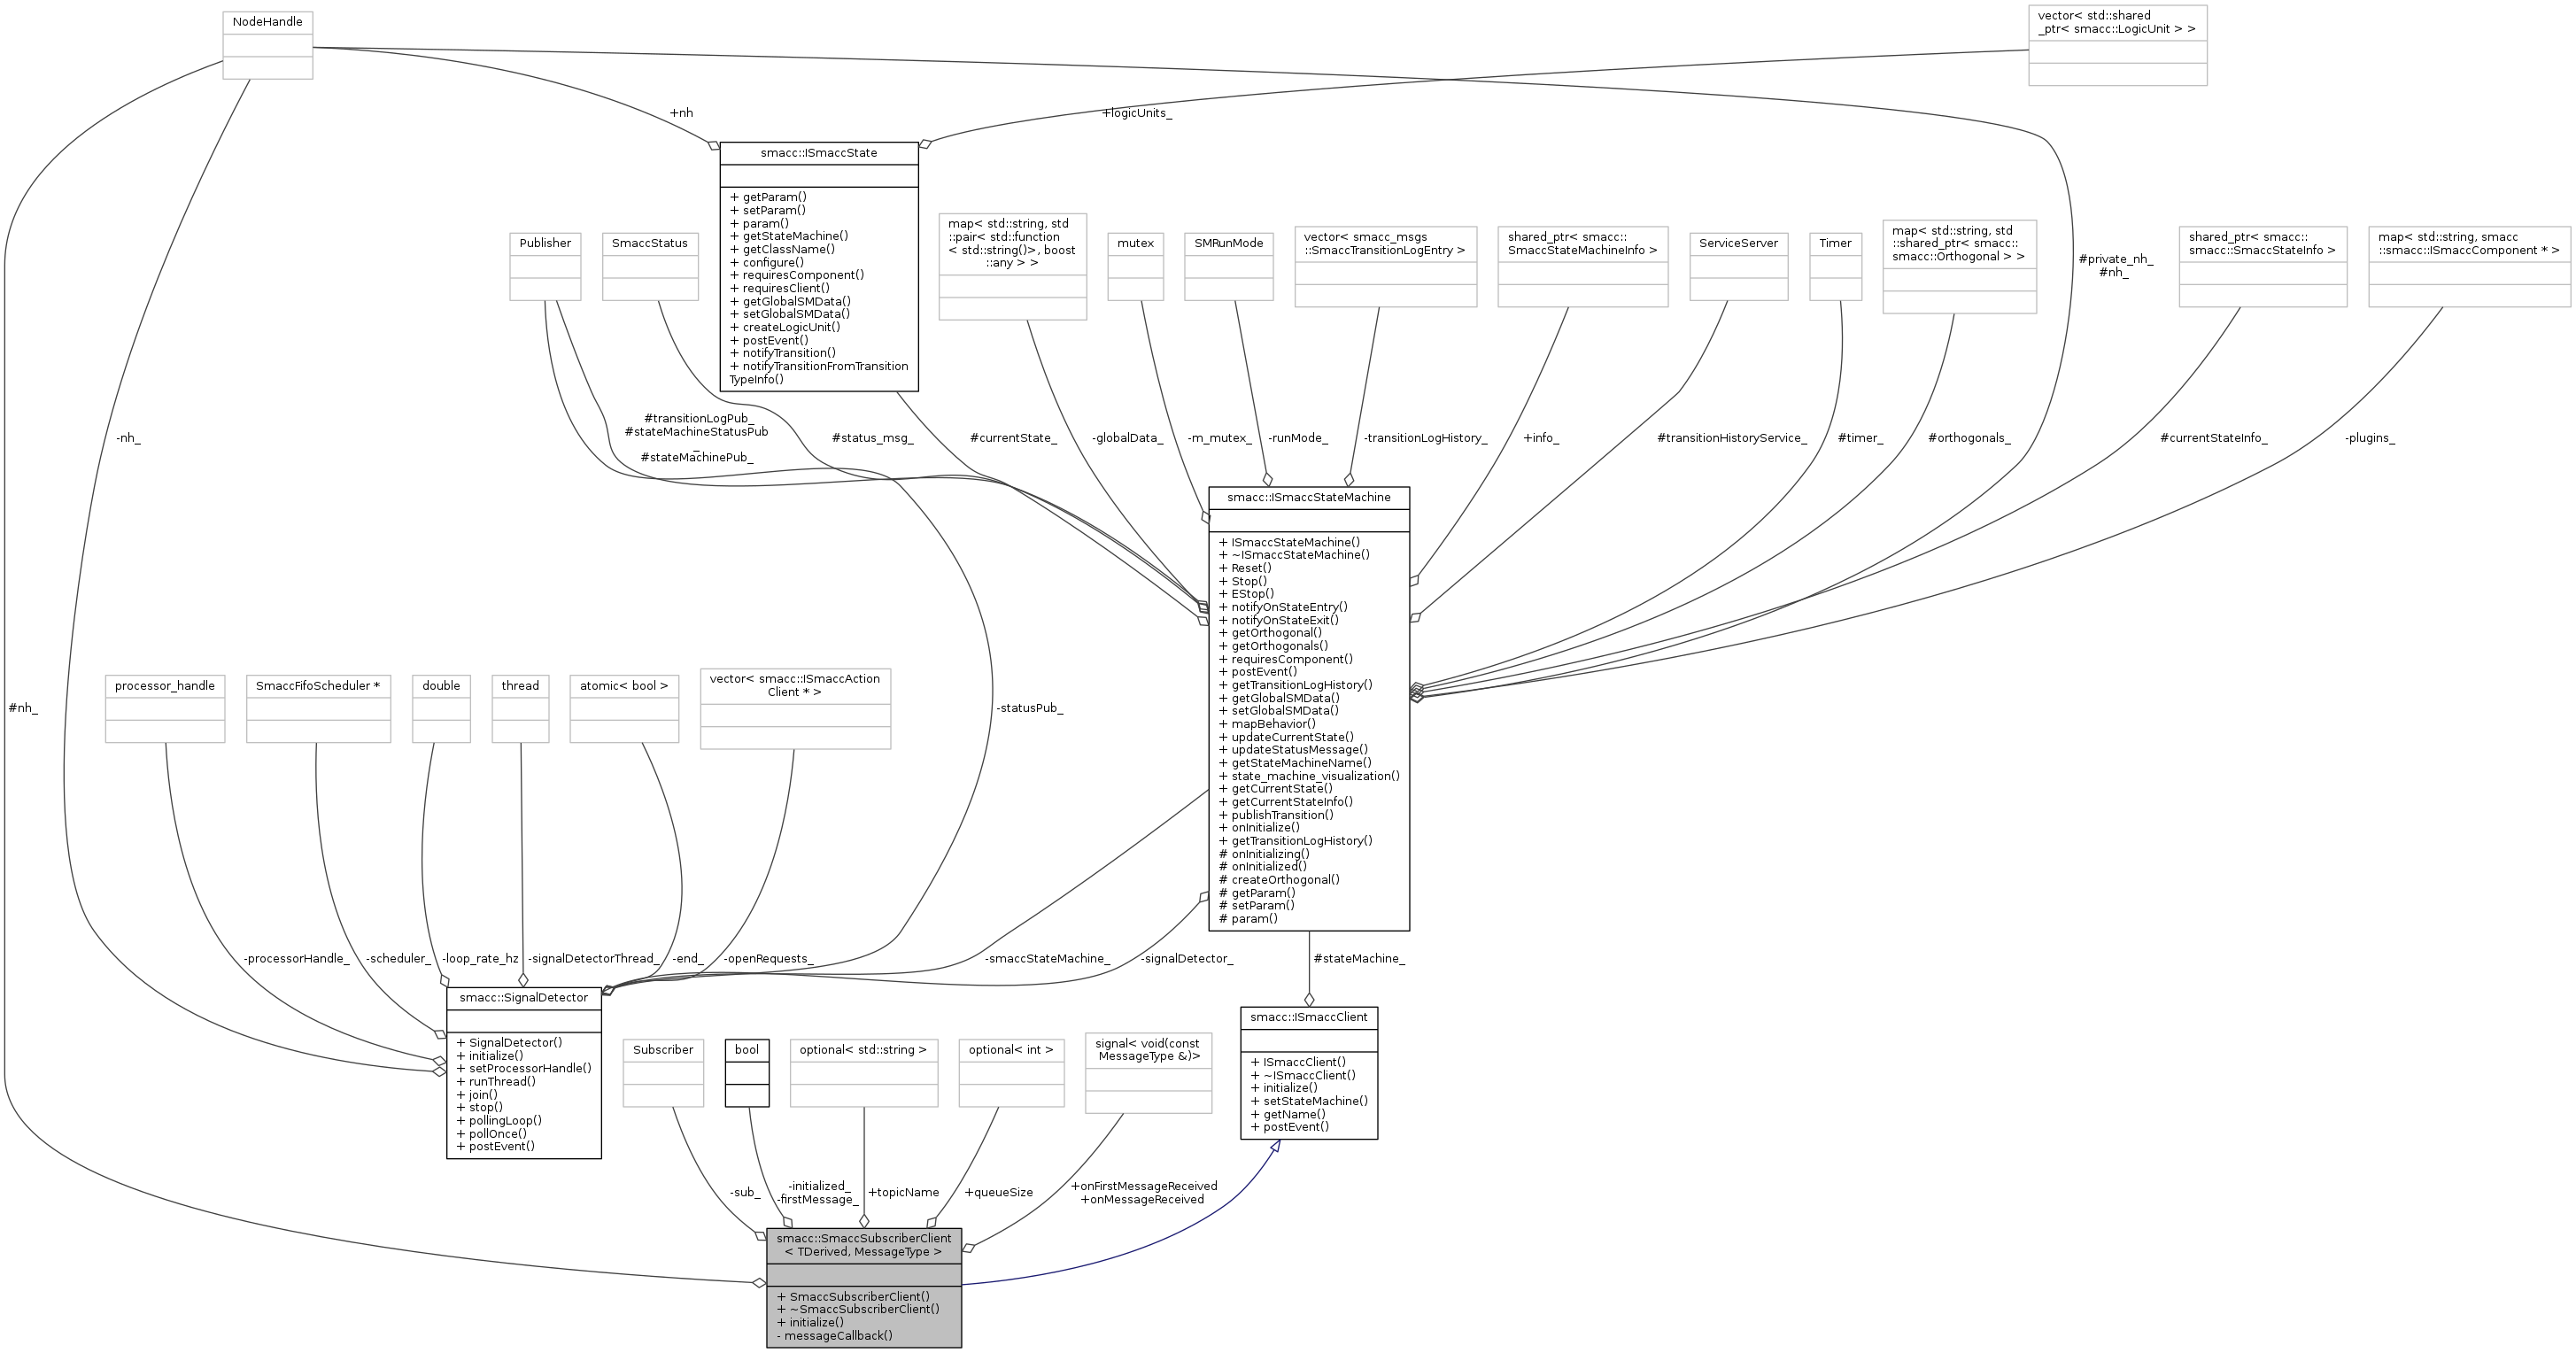 NodeHandle
vector< std::shared
_ptr< smacc::LogicUnit > >
+nh
+logicUnits_
smacc::ISmaccState
+ getParam()
+ setParam()
+ param()
+ getStateMachine()
+ getClassName()
+ configure()
+ requiresComponent()
+ requiresClient()
+ getGlobalSMData()
+ setGlobalSMData()
+ createLogicUnit()
+ postEvent()
+ notifyTransition()
+ notifyTransitionFromTransition
TypeInfo()
Publisher
SmaccStatus
map< std::string, std
::pair< std::function
< std::string()>, boost
::any > >
mutex
SMRunMode
vector< smacc_msgs
::SmaccTransitionLogEntry >
shared_ptr< smacc::
SmaccStateMachineInfo >
ServiceServer
Timer
map< std::string, std
::shared_ptr< smacc::
smacc::Orthogonal > >
#private_nh_
#nh_
shared_ptr< smacc::
smacc::SmaccStateInfo >
map< std::string, smacc
::smacc::ISmaccComponent * >
-nh_
#transitionLogPub_
#stateMachineStatusPub
_
#stateMachinePub_
#status_msg_
#currentState_
-globalData_
-m_mutex_
-runMode_
-transitionLogHistory_
+info_
#transitionHistoryService_
#timer_
#orthogonals_
#currentStateInfo_
-plugins_
smacc::ISmaccStateMachine
+ ISmaccStateMachine()
+ ~ISmaccStateMachine()
+ Reset()
+ Stop()
+ EStop()
+ notifyOnStateEntry()
+ notifyOnStateExit()
+ getOrthogonal()
+ getOrthogonals()
+ requiresComponent()
+ postEvent()
+ getTransitionLogHistory()
+ getGlobalSMData()
+ setGlobalSMData()
+ mapBehavior()
+ updateCurrentState()
+ updateStatusMessage()
+ getStateMachineName()
+ state_machine_visualization()
+ getCurrentState()
+ getCurrentStateInfo()
+ publishTransition()
+ onInitialize()
+ getTransitionLogHistory()
# onInitializing()
# onInitialized()
# createOrthogonal()
# getParam()
# setParam()
# param()
#nh_
processor_handle
SmaccFifoScheduler *
double
thread
atomic< bool >
vector< smacc::ISmaccAction
Client * >
-statusPub_
-processorHandle_
-scheduler_
-loop_rate_hz
-signalDetectorThread_
-end_
-openRequests_
-smaccStateMachine_
-signalDetector_
#stateMachine_
smacc::SignalDetector
+ SignalDetector()
+ initialize()
+ setProcessorHandle()
+ runThread()
+ join()
+ stop()
+ pollingLoop()
+ pollOnce()
+ postEvent()
Subscriber
bool
optional< std::string >
optional< int >
signal< void(const
MessageType &)>
smacc::ISmaccClient
+ ISmaccClient()
+ ~ISmaccClient()
+ initialize()
+ setStateMachine()
+ getName()
+ postEvent()
-sub_
-initialized_
-firstMessage_
+topicName
+queueSize
+onFirstMessageReceived
+onMessageReceived
smacc::SmaccSubscriberClient
< TDerived, MessageType >
+ SmaccSubscriberClient()
+ ~SmaccSubscriberClient()
+ initialize()
- messageCallback()